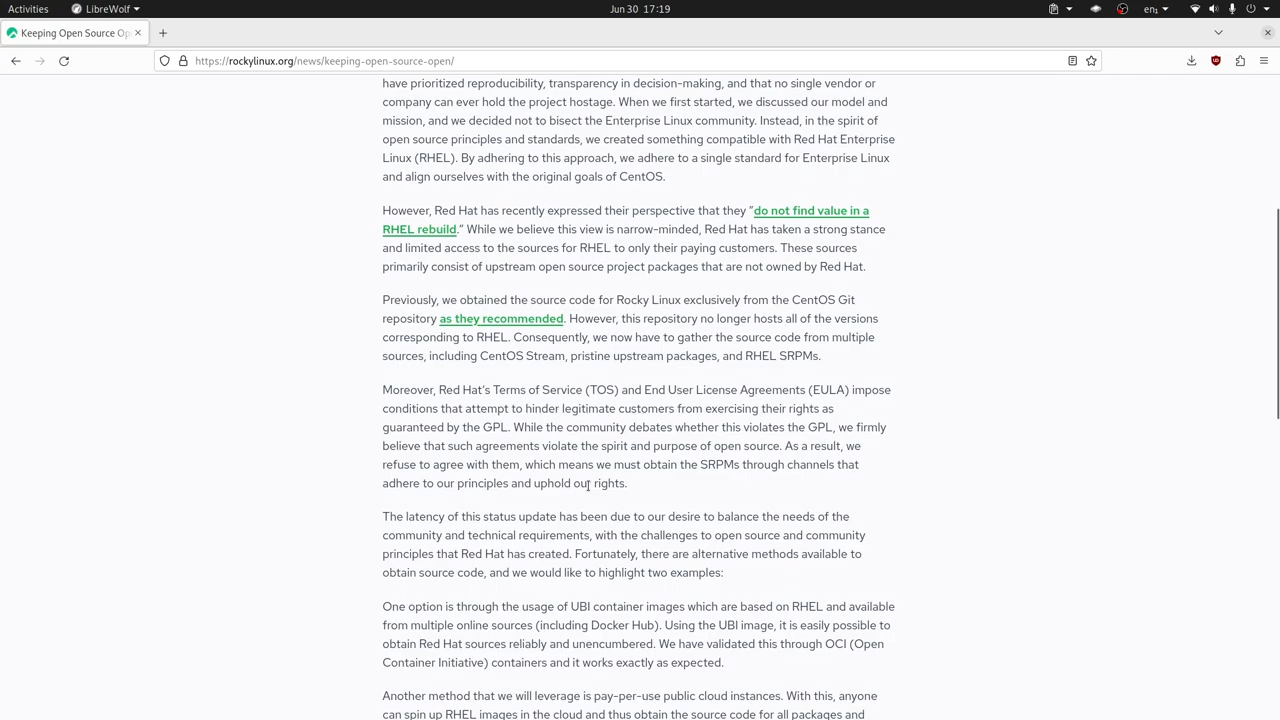 Activities
LibreWolf
Jun 30 17:19
en₁
Keeping Open Source Op
https://rockylinux.org/news/keeping-open-source-open/
have prioritized reproducibility, transparency in decision-making, and that no single vendor or
company can ever hold the project hostage. When we first started, we discussed our model and
mission, and we decided not to bisect the Enterprise Linux community. Instead, in the spirit of
open source principles and standards, we created something compatible with Red Hat Enterprise
Linux (RHEL). By adhering to this approach, we adhere to a single standard for Enterprise Linux
and align ourselves with the original goals of CentOS.
However, Red Hat has recently expressed their perspective that they “do not find value in a
RHEL rebuild.” While we believe this view is narrow-minded, Red Hat has taken a strong stance
and limited access to the sources for RHEL to only their paying customers. These sources
primarily consist of upstream open source project packages that are not owned by Red Hat.
Previously, we obtained the source code for Rocky Linux exclusively from the CentOS Git
repository as they recommended. However, this repository no longer hosts all of the versions
corresponding to RHEL. Consequently, we now have to gather the source code from multiple
sources, including CentOS Stream, pristine upstream packages, and RHEL SRPMs.
Moreover, Red Hat’s Terms of Service (TOS) and End User License Agreements (EULA) impose
conditions that attempt to hinder legitimate customers from exercising their rights as
guaranteed by the GPL. While the community debates whether this violates the GPL, we firmly
believe that such agreements violate the spirit and purpose of open source. As a result, we
refuse to agree with them, which means we must obtain the SRPMs through channels that
adhere to our principles and uphold our rights.
The latency of this status update has been due to our desire to balance the needs of the
community and technical requirements, with the challenges to open source and community
principles that Red Hat has created. Fortunately, there are alternative methods available to
obtain source code, and we would like to highlight two examples:
One option is through the usage of UBI container images which are based on RHEL and available
from multiple online sources (including Docker Hub). Using the UBI image, it is easily possible to
obtain Red Hat sources reliably and unencumbered. We have validated this through OCI (Open
Container Initiative) containers and it works exactly as expected.
Another method that we will leverage is pay-per-use public cloud instances. With this, anyone
can spin up RHEL images in the cloud and thus obtain the source code for all packages and